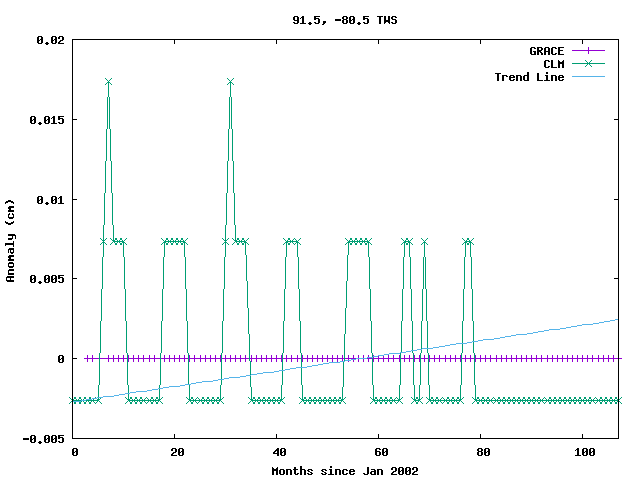 91.5, -80.5 TWS
GRACE
CLM
Trend Line
0.02
0.015
0.01
0.005
0
-0.005
Anomaly (cm)
0 20 40 60 80 100
Months since Jan 2002